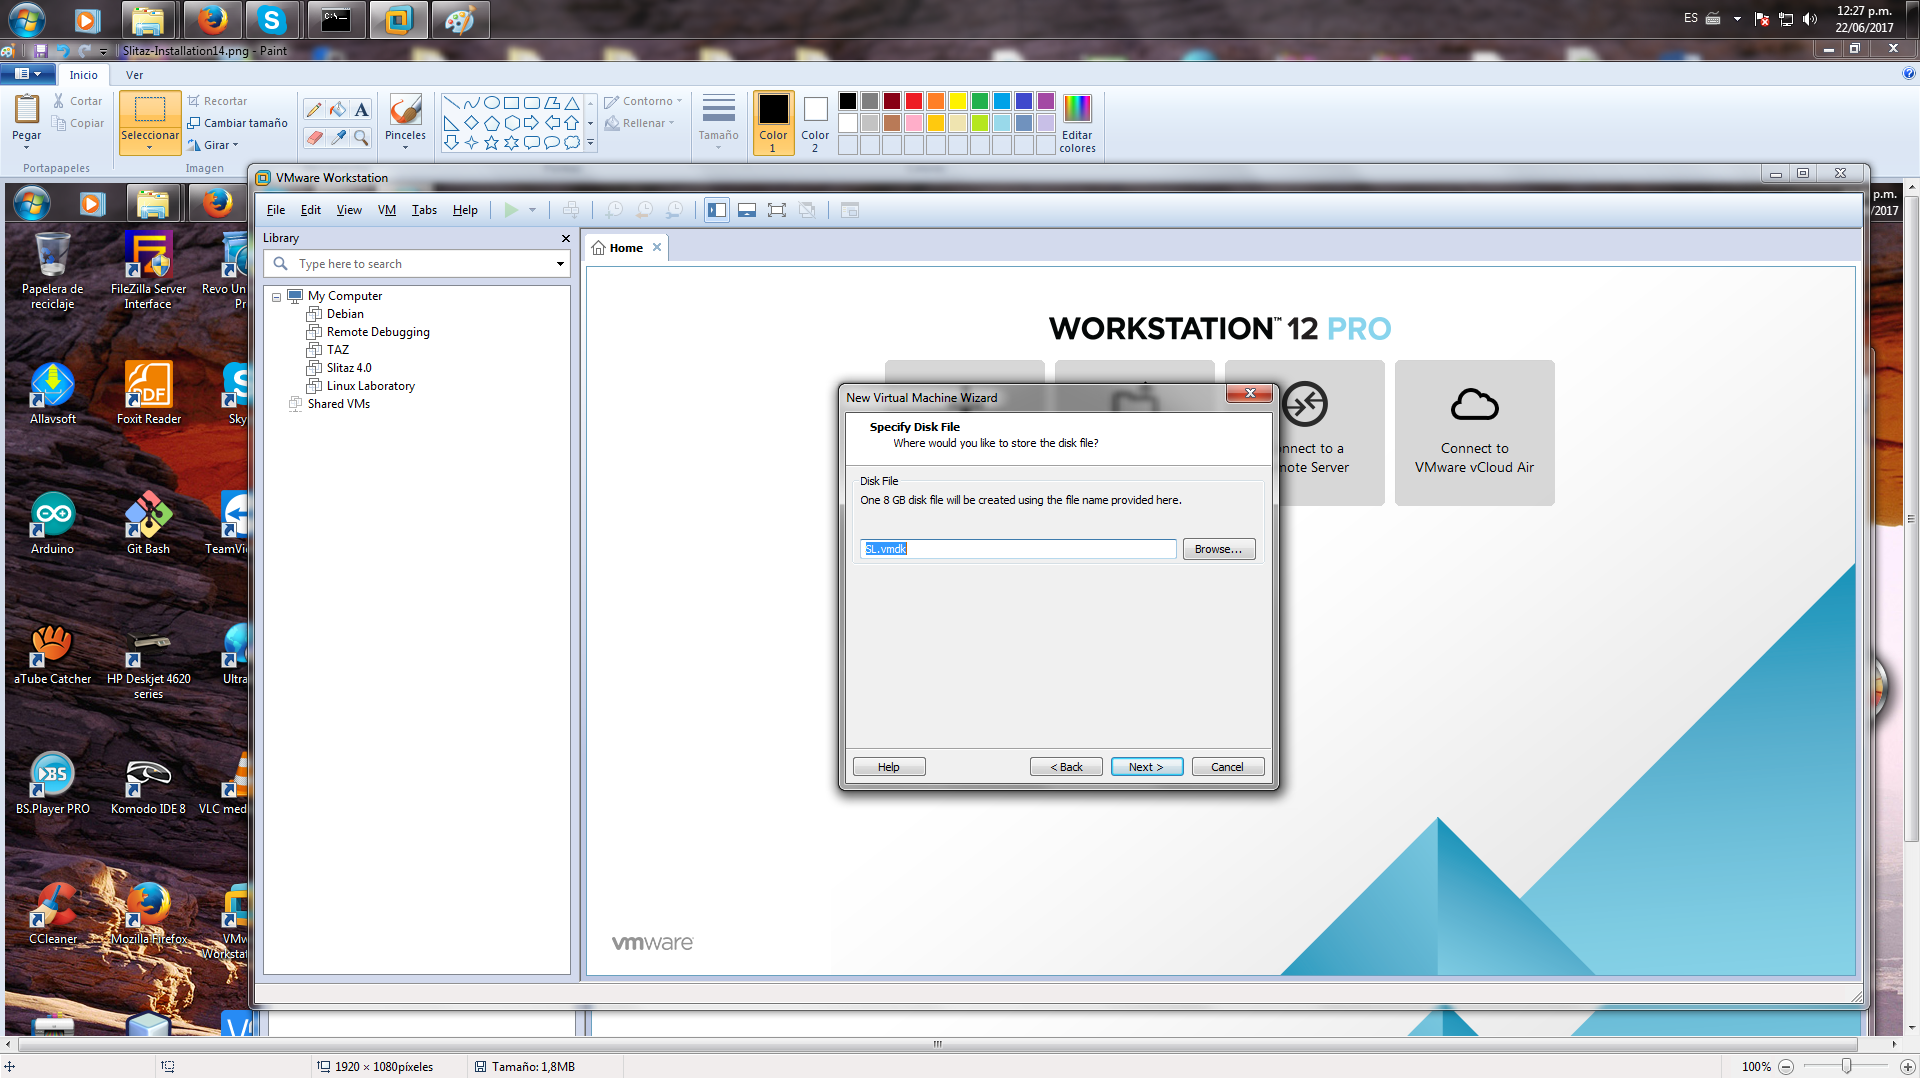 ES
12:27 p.m.
22/06/2017
Slitaz-Installation14.png - Paint
Inicio
Ver
Pegar
Cortar
Copiar
Portapapeles
Seleccionar
Recortar
Cambiar tamaño
Girar
Imagen
A
Pinceles
Contorno
Rellenar
Tamaño
Color
1
Color
2
Editar
colores
VMware Workstation
p.m.
/2017
File Edit View VM Tabs Help
Library
Type here to search
My Computer
Debian
Remote Debugging
TAZ
Slitaz 4.0
Linux Laboratory
Shared VMs
Home
WORKSTATION™ 12 PRO
nnect to a
mote Server
Connect to
VMware vCloud Air
New Virtual Machine Wizard
Specify Disk File
Where would you like to store the disk file?
Disk File
One 8 GB disk file will be created using the file name provided here.
SL.vmdk
Browse...
Help
< Back
Next >
Cancel
vmware
Papelera de
reciclaje
FileZilla Server
Interface
Revo Un
Pr
Allavsoft
Foxit Reader
Sky
Arduino
Git Bash
TeamVi
aTube Catcher
HP Deskjet 4620
series
Ultra
BS.Player PRO
Komodo IDE 8
VLC med
CCleaner
Mozilla Firefox
VMw
Workstat
1920 × 1080píxeles
Tamaño: 1,8MB
100%